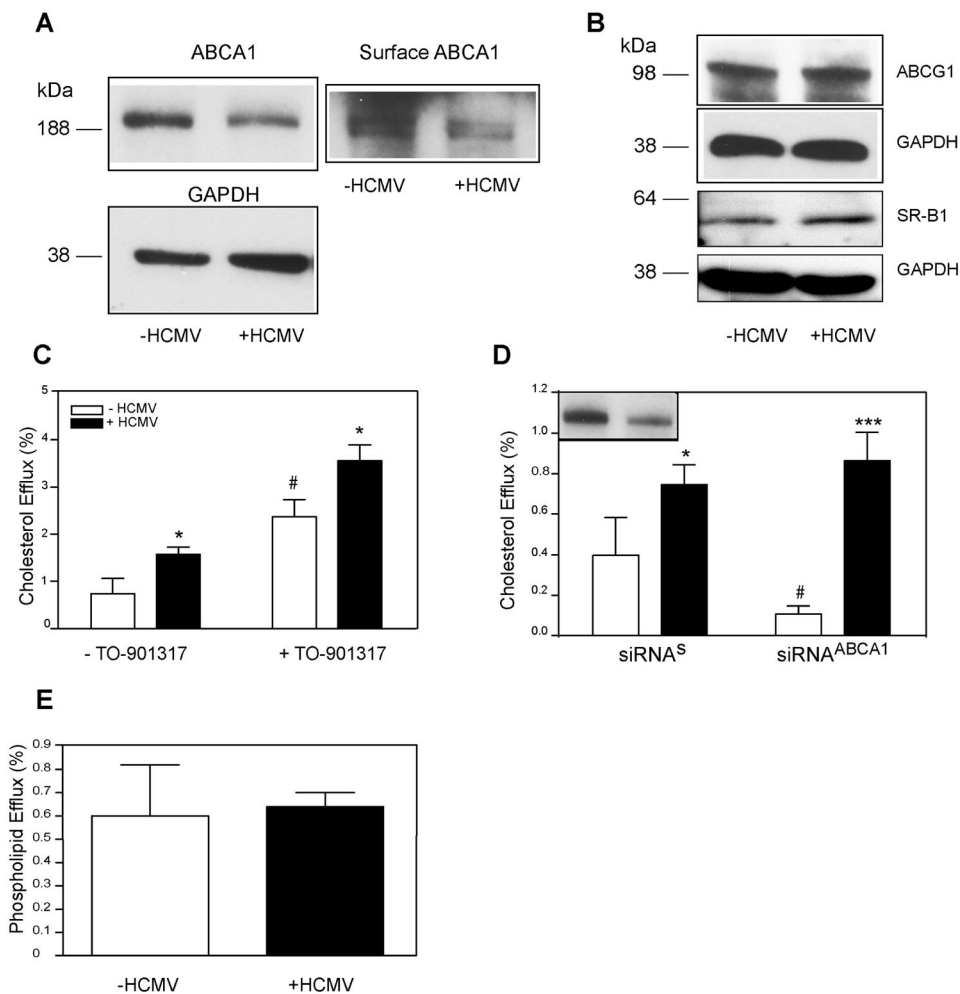 A
ABCA1
Surface ABCA1
kDa
188
-HCMV
+HCMV
GAPDH
38
-HCMV
+HCMV
B
kDa
98
ABCG1
38
GAPDH
64
SR-B1
38
GAPDH
-HCMV
+HCMV
C
Cholesterol Efflux (%)
5
4
3
2
1
0
- HCMV
+ HCMV
*
#
*
- TO-901317
+ TO-901317
D
Cholesterol Efflux (%)
1.2
1.0
0.8
0.6
0.4
0.2
0.0
*
#
***
siRNAS
siRNAABCA1
E
Phospholipid Efflux (%)
0.9
0.8
0.7
0.6
0.5
0.4
0.3
0.2
0.1
0
-HCMV
+HCMV